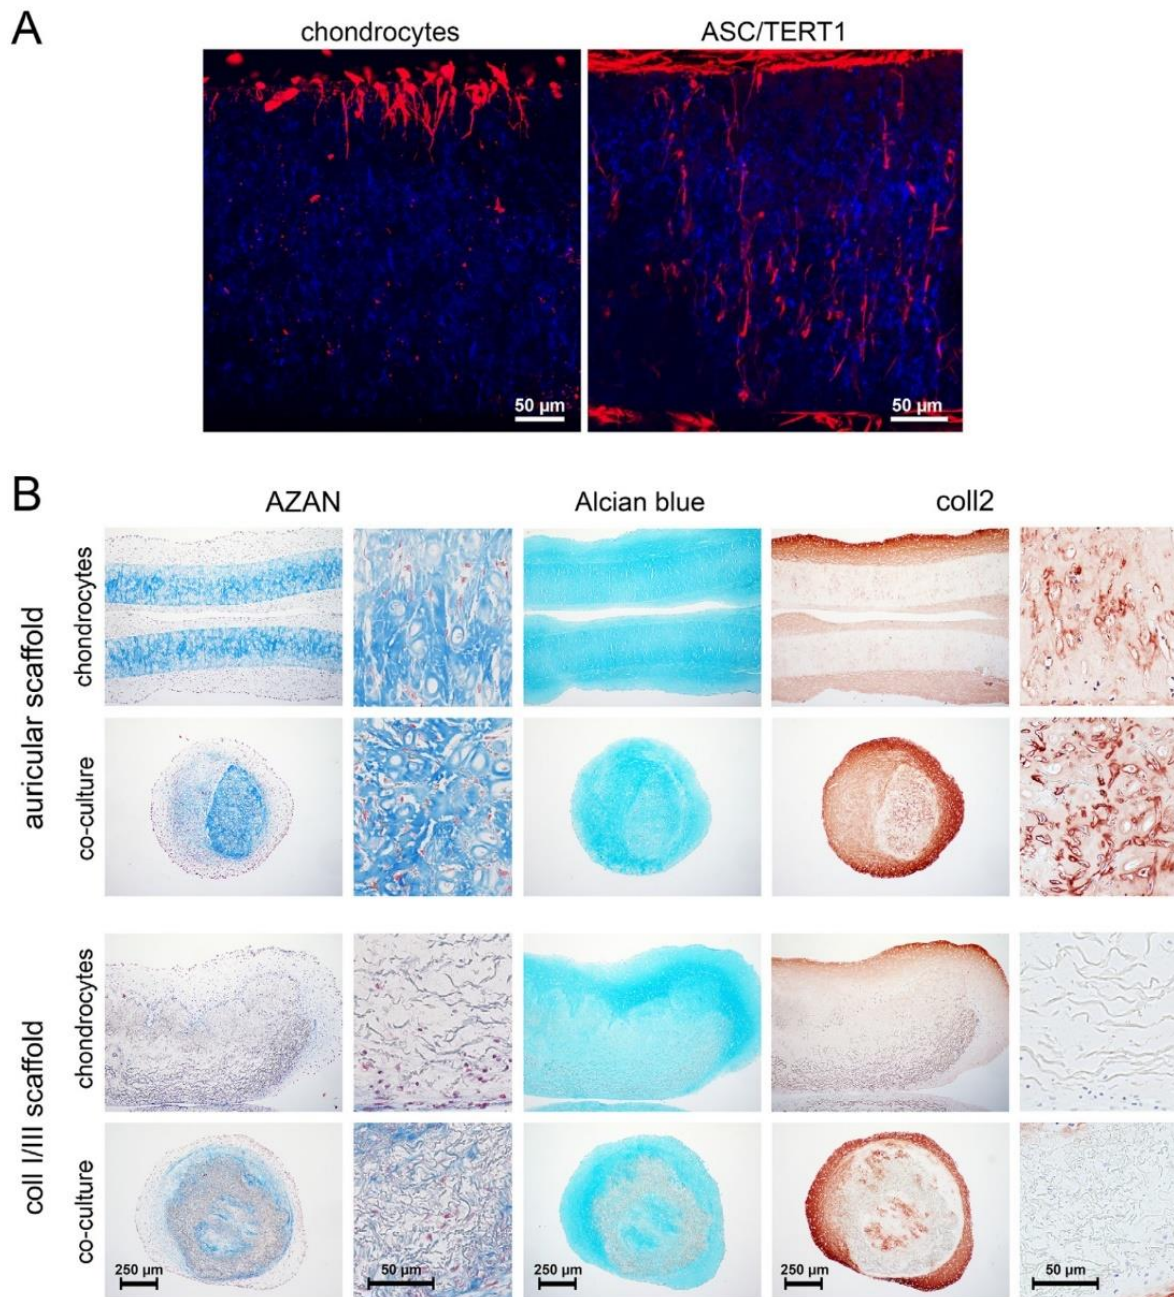 A
chondrocytes
ASC/TERT1
50 µm
50 µm
B
AZAN
Alcian blue
coll2
auricular scaffold
chondrocytes
co-culture
coll I/III scaffold
chondrocytes
co-culture
250 µm
50 µm
250 µm
250 µm
50 µm